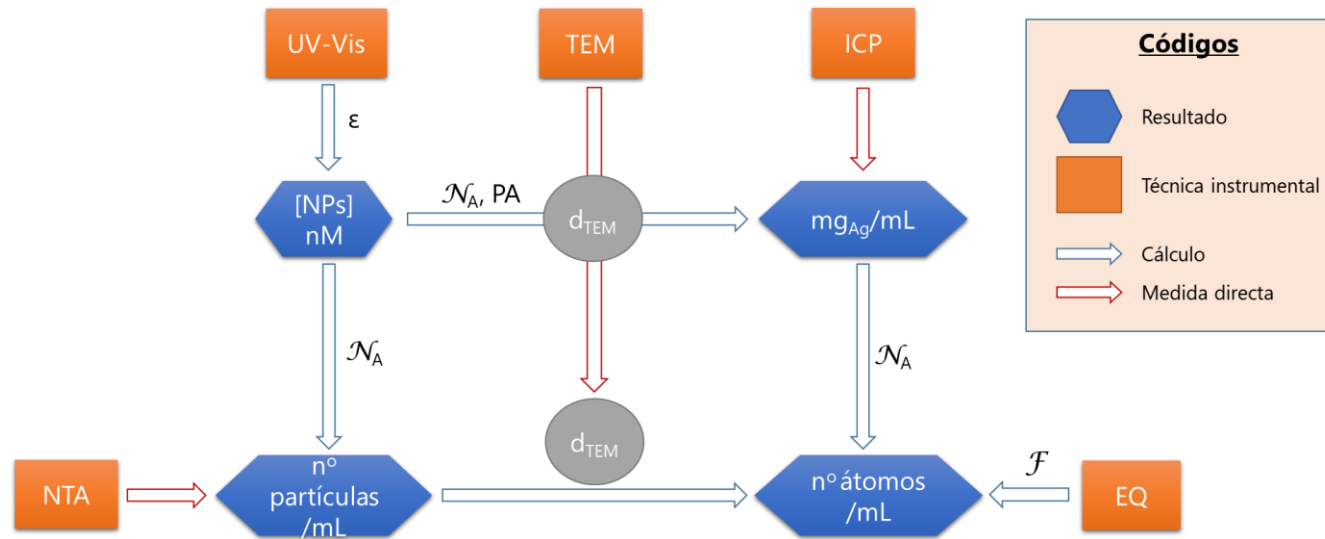 UV-Vis
TEM
ICP
Códigos
Resultado
Técnica instrumental
Cálculo
Medida directa
ε
[NPs]
nM
𝒩A, PA
dTEM
mgAg/mL
𝒩A
𝒩A
dTEM
NTA
nº
partículas
/mL
nº átomos
/mL
ℱ
EQ